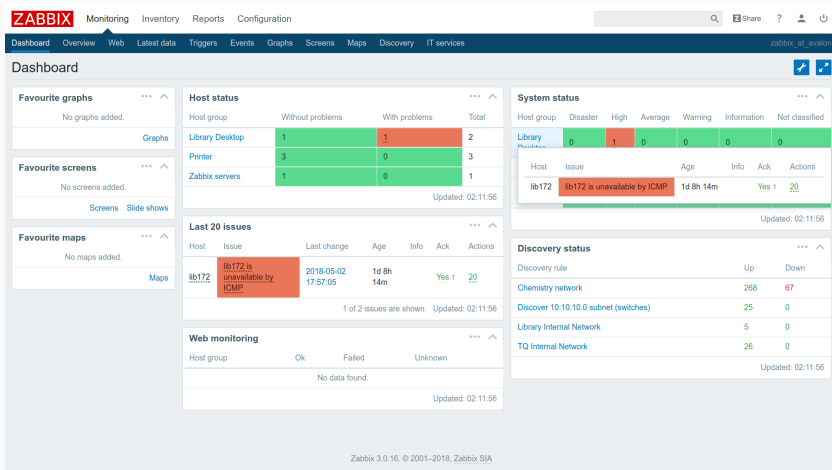 ZABBIX Monitoring Inventory Reports Configuration Z Share ?
Dashboard Overview Web Latest data Triggers Events Graphs Screens Maps Discovery IT services zabbix_at_avalon
Dashboard
Favourite graphs
No graphs added.
Graphs
Favourite screens
No screens added.
Screens Slide shows
Favourite maps
No maps added.
Maps
Host status
Host group Without problems With problems Total
Library Desktop 1 1 2
Printer 3 0 3
Zabbix servers 1 0 1
Updated: 02:11:56
Last 20 issues
Host Issue Last change Age Info Ack Actions
lib172 lib172 is unavailable by ICMP 2018-05-02 17:57:05 1d 8h 14m Yes 1 20
1 of 2 issues are shown Updated: 02:11:56
Web monitoring
Host group Ok Failed Unknown
No data found.
Updated: 02:11:56
System status
Host group Disaster High Average Warning Information Not classified
Library 0 1 0 0 0 0
Host Issue Age Info Ack Actions
lib172 lib172 is unavailable by ICMP 1d 8h 14m Yes 1 20
Updated: 02:11:56
Discovery status
Discovery rule Up Down
Chemistry network 268 67
Discover 10.10.10.0 subnet (switches) 25 0
Library Internal Network 5 0
TQ Internal Network 26 0
Updated: 02:11:56
Zabbix 3.0.16. © 2001–2018, Zabbix SIA